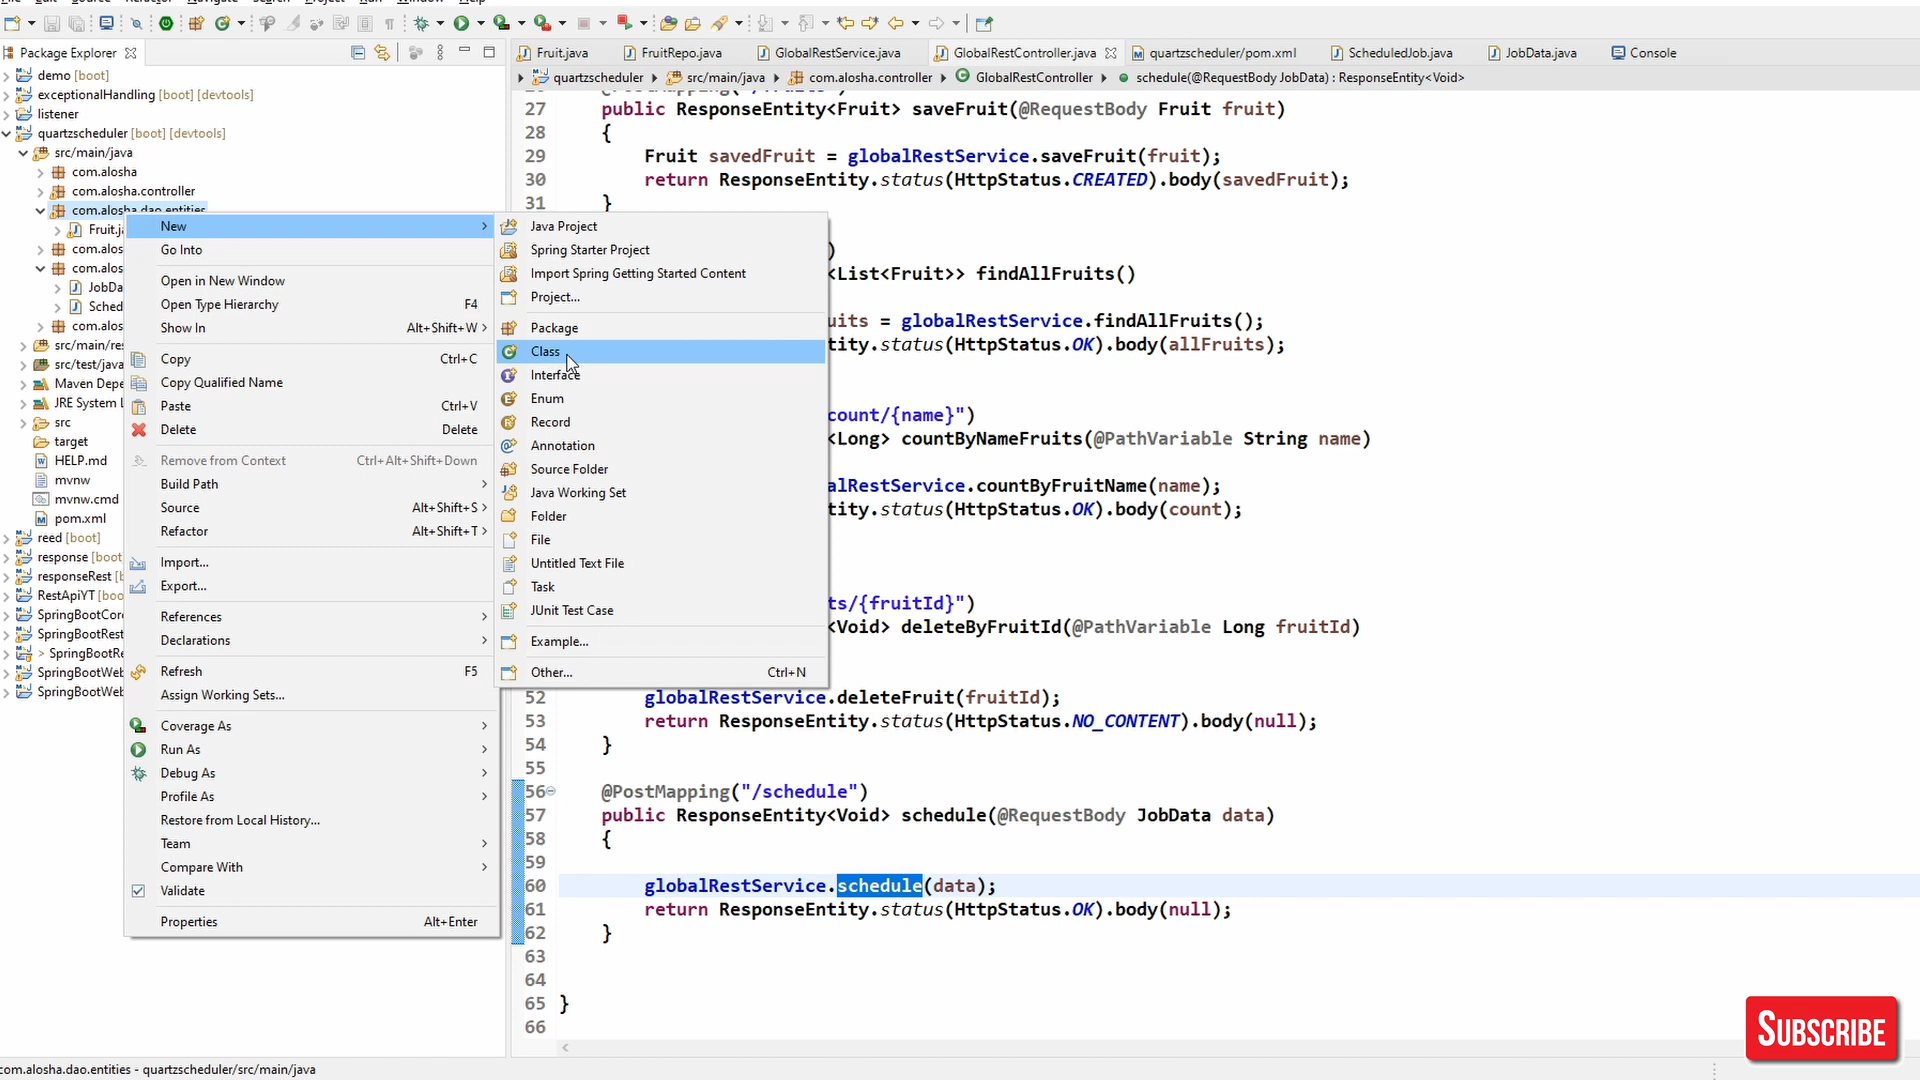 Package Explorer
demo [boot]
exceptionalHandling [boot] [devtools]
listener
quartzscheduler [boot] [devtools]
src/main/java
com.alosha
com.alosha.controller
com.alosha.dao.entities
Fruit.j
com.alos
com.alos
JobDa
Sched
com.alos
src/main/res
src/test/java
Maven Depe
JRE System L
src
target
HELP.md
mvnw
mvnw.cmd
pom.xml
reed [boot]
response [boot
responseRest [b
RestApiYT [boo
SpringBootCor
SpringBootRest
> SpringBootRe
SpringBootWeb
SpringBootWeb
New
Go Into
Open in New Window
Open Type Hierarchy F4
Show In Alt+Shift+W
Copy Ctrl+C
Copy Qualified Name
Paste Ctrl+V
Delete Delete
Remove from Context Ctrl+Alt+Shift+Down
Build Path
Source Alt+Shift+S
Refactor Alt+Shift+T
Import...
Export...
References
Declarations
Refresh F5
Assign Working Sets...
Coverage As
Run As
Debug As
Profile As
Restore from Local History...
Team
Compare With
Validate
Properties Alt+Enter
Java Project
Spring Starter Project
Import Spring Getting Started Content
Project...
Package
Class
Interface
Enum
Record
Annotation
Source Folder
Java Working Set
Folder
File
Untitled Text File
Task
JUnit Test Case
Example...
Other... Ctrl+N
Fruit.java FruitRepo.java GlobalRestService.java GlobalRestController.java quartzscheduler/pom.xml ScheduledJob.java JobData.java Console
quartzscheduler src/main/java com.alosha.controller GlobalRestController schedule(@RequestBody JobData) : ResponseEntity<Void>
27 public ResponseEntity<Fruit> saveFruit(@RequestBody Fruit fruit)
28 {
29 Fruit savedFruit = globalRestService.saveFruit(fruit);
30 return ResponseEntity.status(HttpStatus.CREATED).body(savedFruit);
31 }
)
<List<Fruit>> findAllFruits()
uits = globalRestService.findAllFruits();
tity.status(HttpStatus.OK).body(allFruits);
count/{name}")
<Long> countByNameFruits(@PathVariable String name)
alRestService.countByFruitName(name);
tity.status(HttpStatus.OK).body(count);
ts/{fruitId}")
<Void> deleteByFruitId(@PathVariable Long fruitId)
52 globalRestService.deleteFruit(fruitId);
53 return ResponseEntity.status(HttpStatus.NO_CONTENT).body(null);
54 }
55
56 @PostMapping("/schedule")
57 public ResponseEntity<Void> schedule(@RequestBody JobData data)
58 {
59
60 globalRestService.schedule(data);
61 return ResponseEntity.status(HttpStatus.OK).body(null);
62 }
63
64
65 }
66
SUBSCRIBE
com.alosha.dao.entities - quartzscheduler/src/main/java